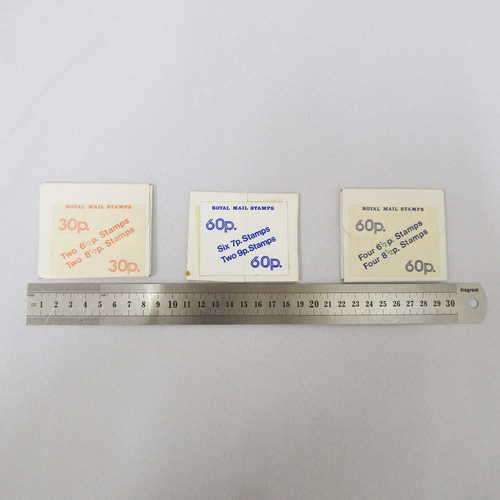 ROYAL MAIL STAMPS
30p.
Two 6½p. Stamps
Two 8½p. Stamps
30p.
ROYAL MAIL STAMPS
60p.
Six 7p. Stamps
Two 9p. Stamps
60p.
ROYAL MAIL STAMPS
60p.
Four 6½p. Stamps
Four 8½p. Stamps
60p.
1 2 3 4 5 6 7 8 9 10 11 12 13 14 15 16 17 18 19 20 21 22 23 24 25 26 27 28 29 30